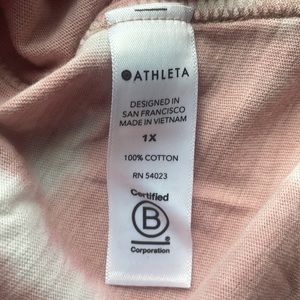 ATHLETA
DESIGNED IN
SAN FRANCISCO
MADE IN VIETNAM
1X
100% COTTON
RN 54023
Certified
B
Corporation